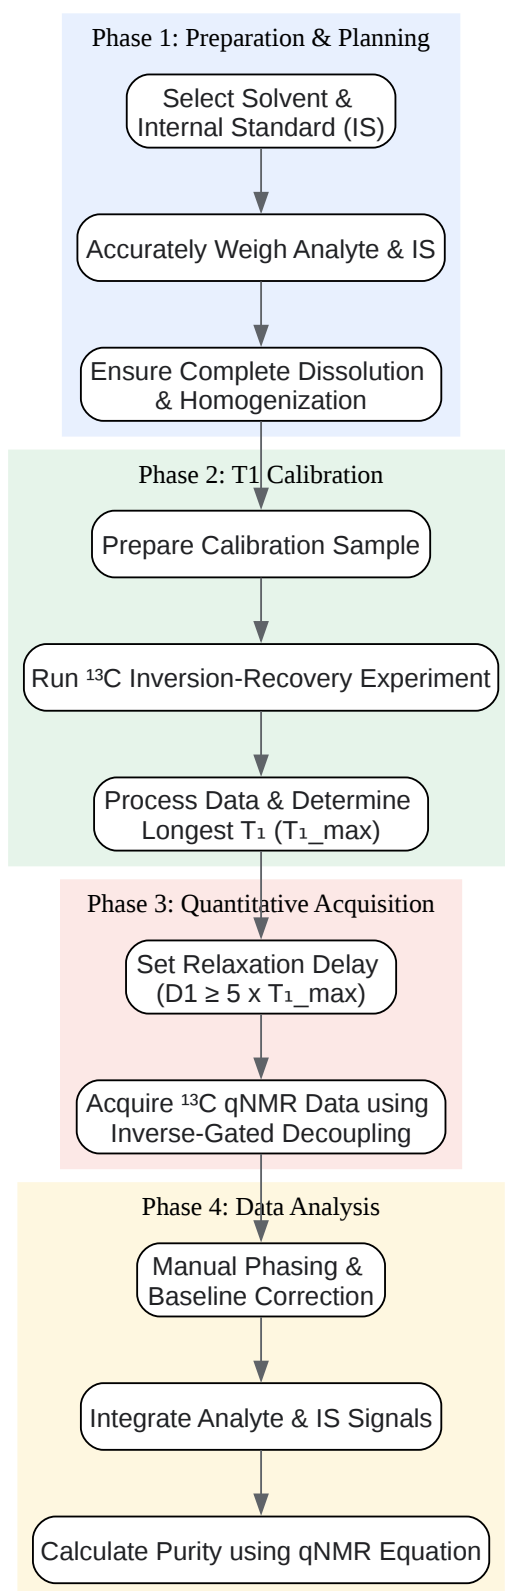 Phase 1: Preparation & Planning
Select Solvent &
Internal Standard (IS)
Accurately Weigh Analyte & IS
Ensure Complete Dissolution
& Homogenization
Phase 2: T1 Calibration
Prepare Calibration Sample
Run ¹³C Inversion-Recovery Experiment
Process Data & Determine
Longest T₁ (T₁_max)
Phase 3: Quantitative Acquisition
Set Relaxation Delay
(D1 ≥ 5 x T₁_max)
Acquire ¹³C qNMR Data using
Inverse-Gated Decoupling
Phase 4: Data Analysis
Manual Phasing &
Baseline Correction
Integrate Analyte & IS Signals
Calculate Purity using qNMR Equation